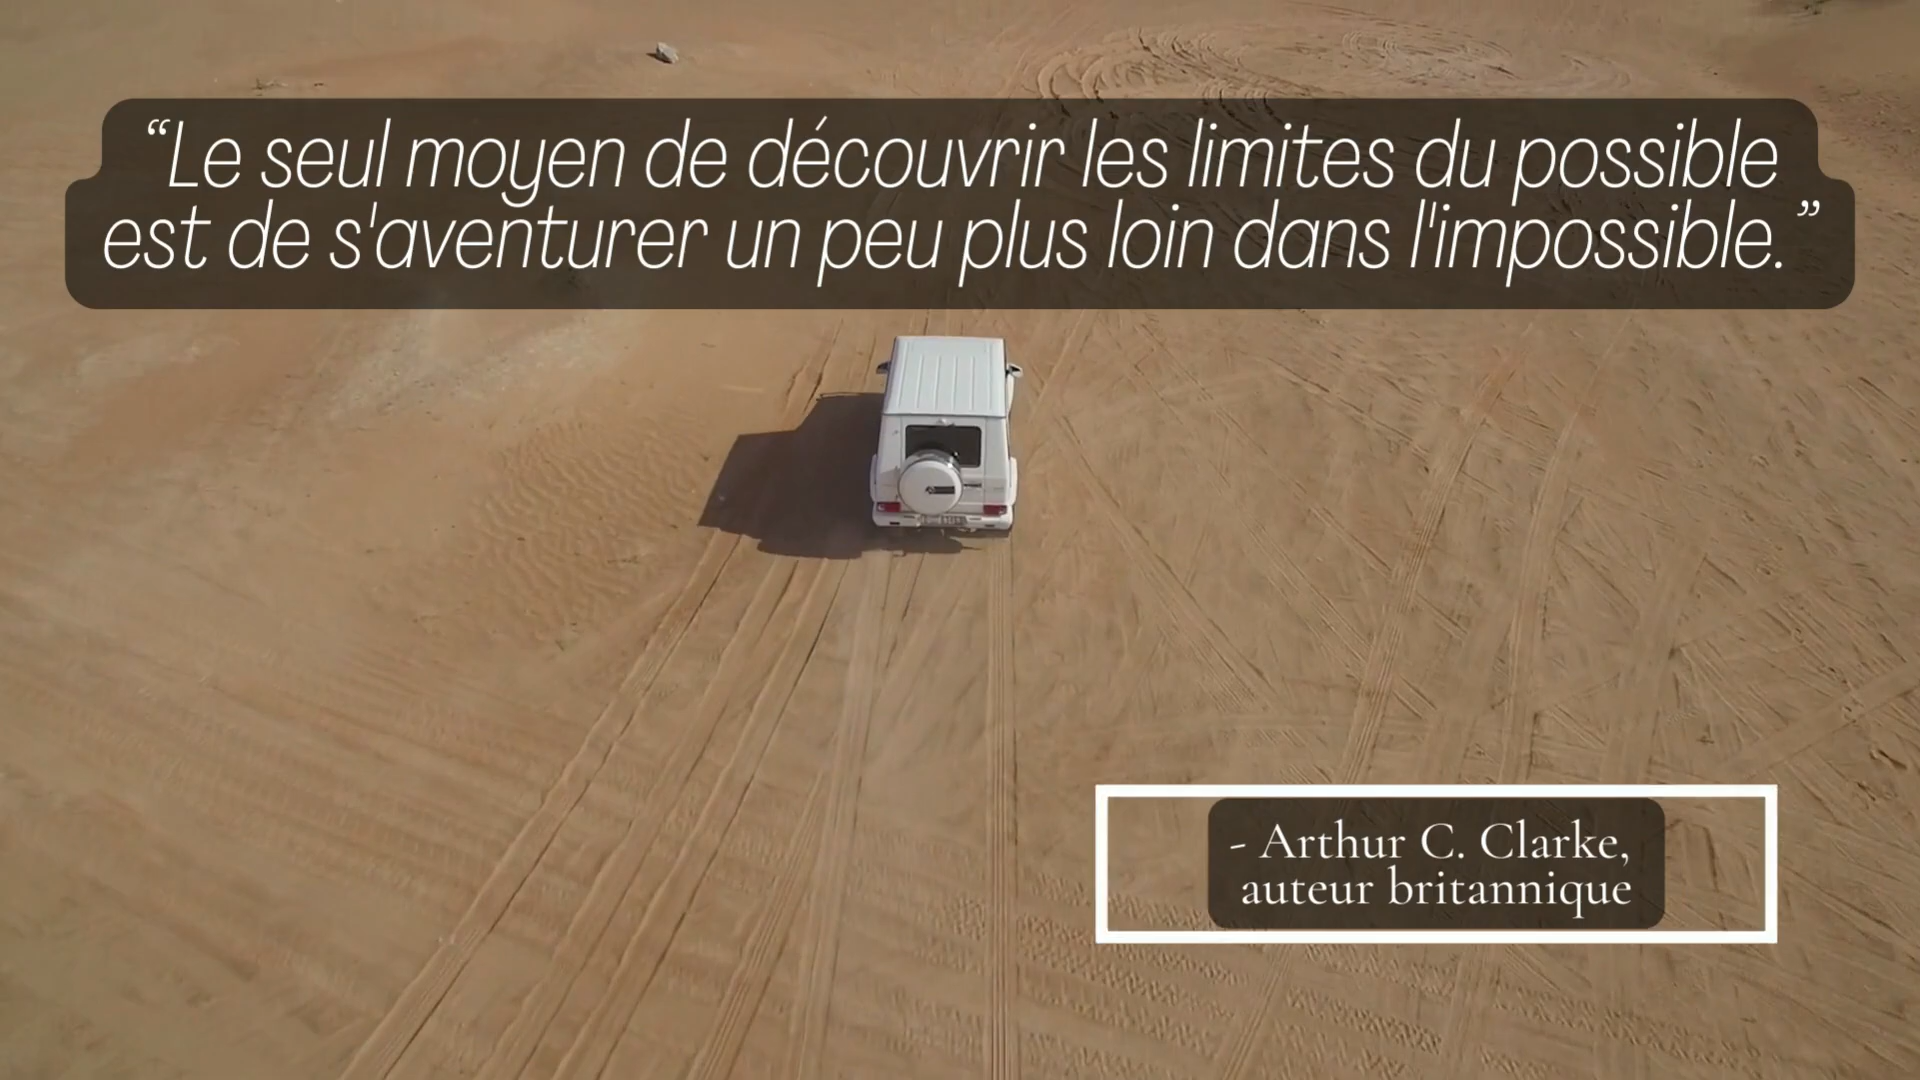 “Le seul moyen de découvrir les limites du possible
est de s'aventurer un peu plus loin dans l'impossible.”
- Arthur C. Clarke,
auteur britannique